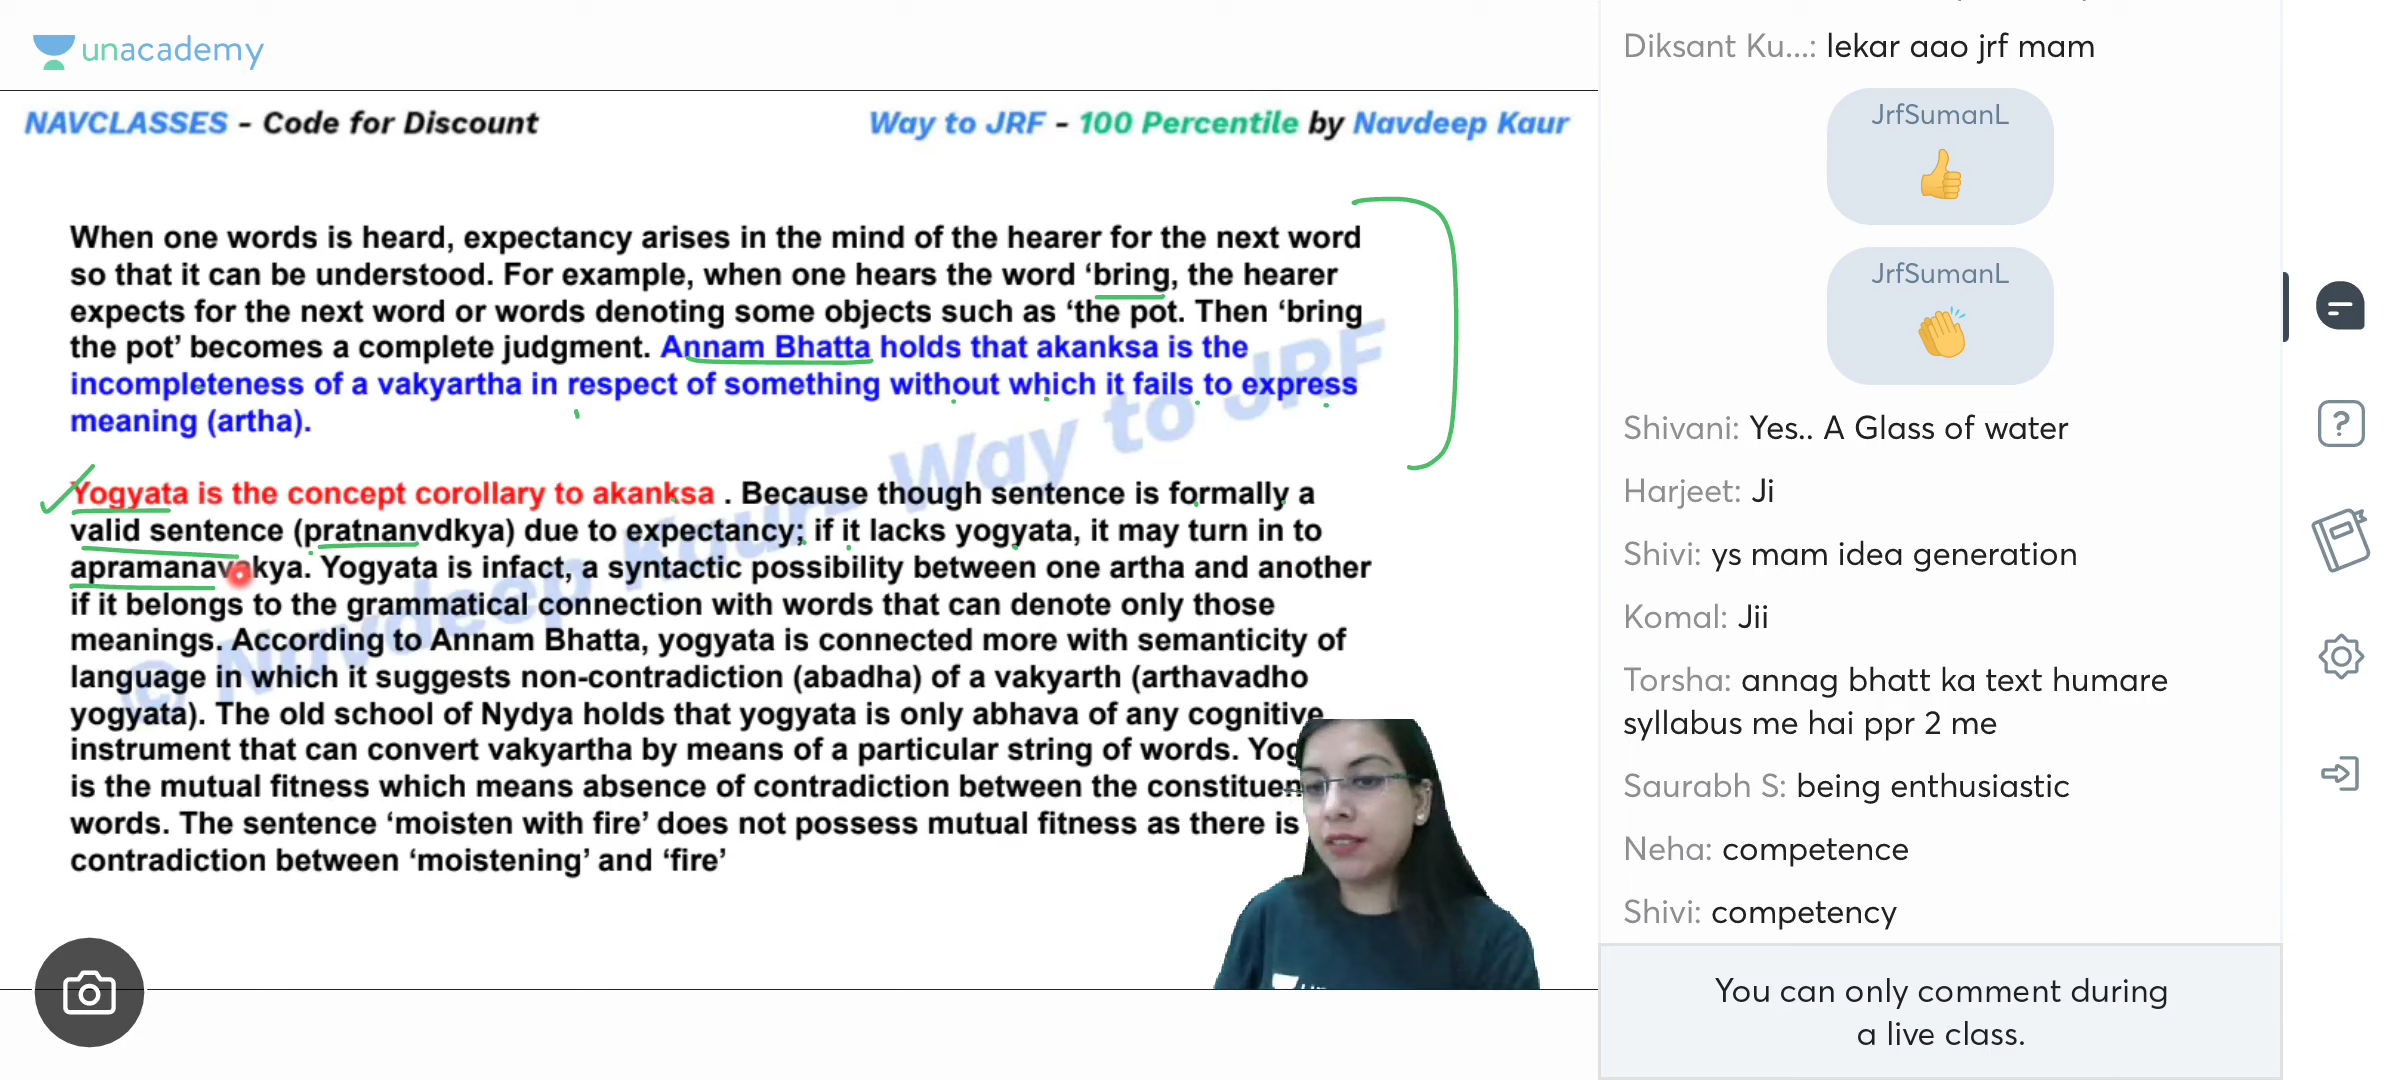 unacademy
NAVCLASSES - Code for Discount
Way to JRF - 100 Percentile by Navdeep Kaur
When one words is heard, expectancy arises in the mind of the hearer for the next word
so that it can be understood. For example, when one hears the word ‘bring, the hearer
expects for the next word or words denoting some objects such as ‘the pot. Then ‘bring
the pot’ becomes a complete judgment. Annam Bhatta holds that akanksa is the
incompleteness of a vakyartha in respect of something without which it fails to express
meaning (artha).
Yogyata is the concept corollary to akanksa . Because though sentence is formally a
valid sentence (pratnanvdkya) due to expectancy; if it lacks yogyata, it may turn in to
apramanavakya. Yogyata is infact, a syntactic possibility between one artha and another
if it belongs to the grammatical connection with words that can denote only those
meanings. According to Annam Bhatta, yogyata is connected more with semanticity of
language in which it suggests non-contradiction (abadha) of a vakyarth (arthavadho
yogyata). The old school of Nydya holds that yogyata is only abhava of any cognitive
instrument that can convert vakyartha by means of a particular string of words. Yog
is the mutual fitness which means absence of contradiction between the constituen
words. The sentence ‘moisten with fire’ does not possess mutual fitness as there is
contradiction between ‘moistening’ and ‘fire’
© Navdeep Kaur- Way to JRF
Diksant Ku...: lekar aao jrf mam
JrfSumanL
JrfSumanL
Shivani: Yes.. A Glass of water
Harjeet: Ji
Shivi: ys mam idea generation
Komal: Jii
Torsha: annag bhatt ka text humare
syllabus me hai ppr 2 me
Saurabh S: being enthusiastic
Neha: competence
Shivi: competency
You can only comment during
a live class.